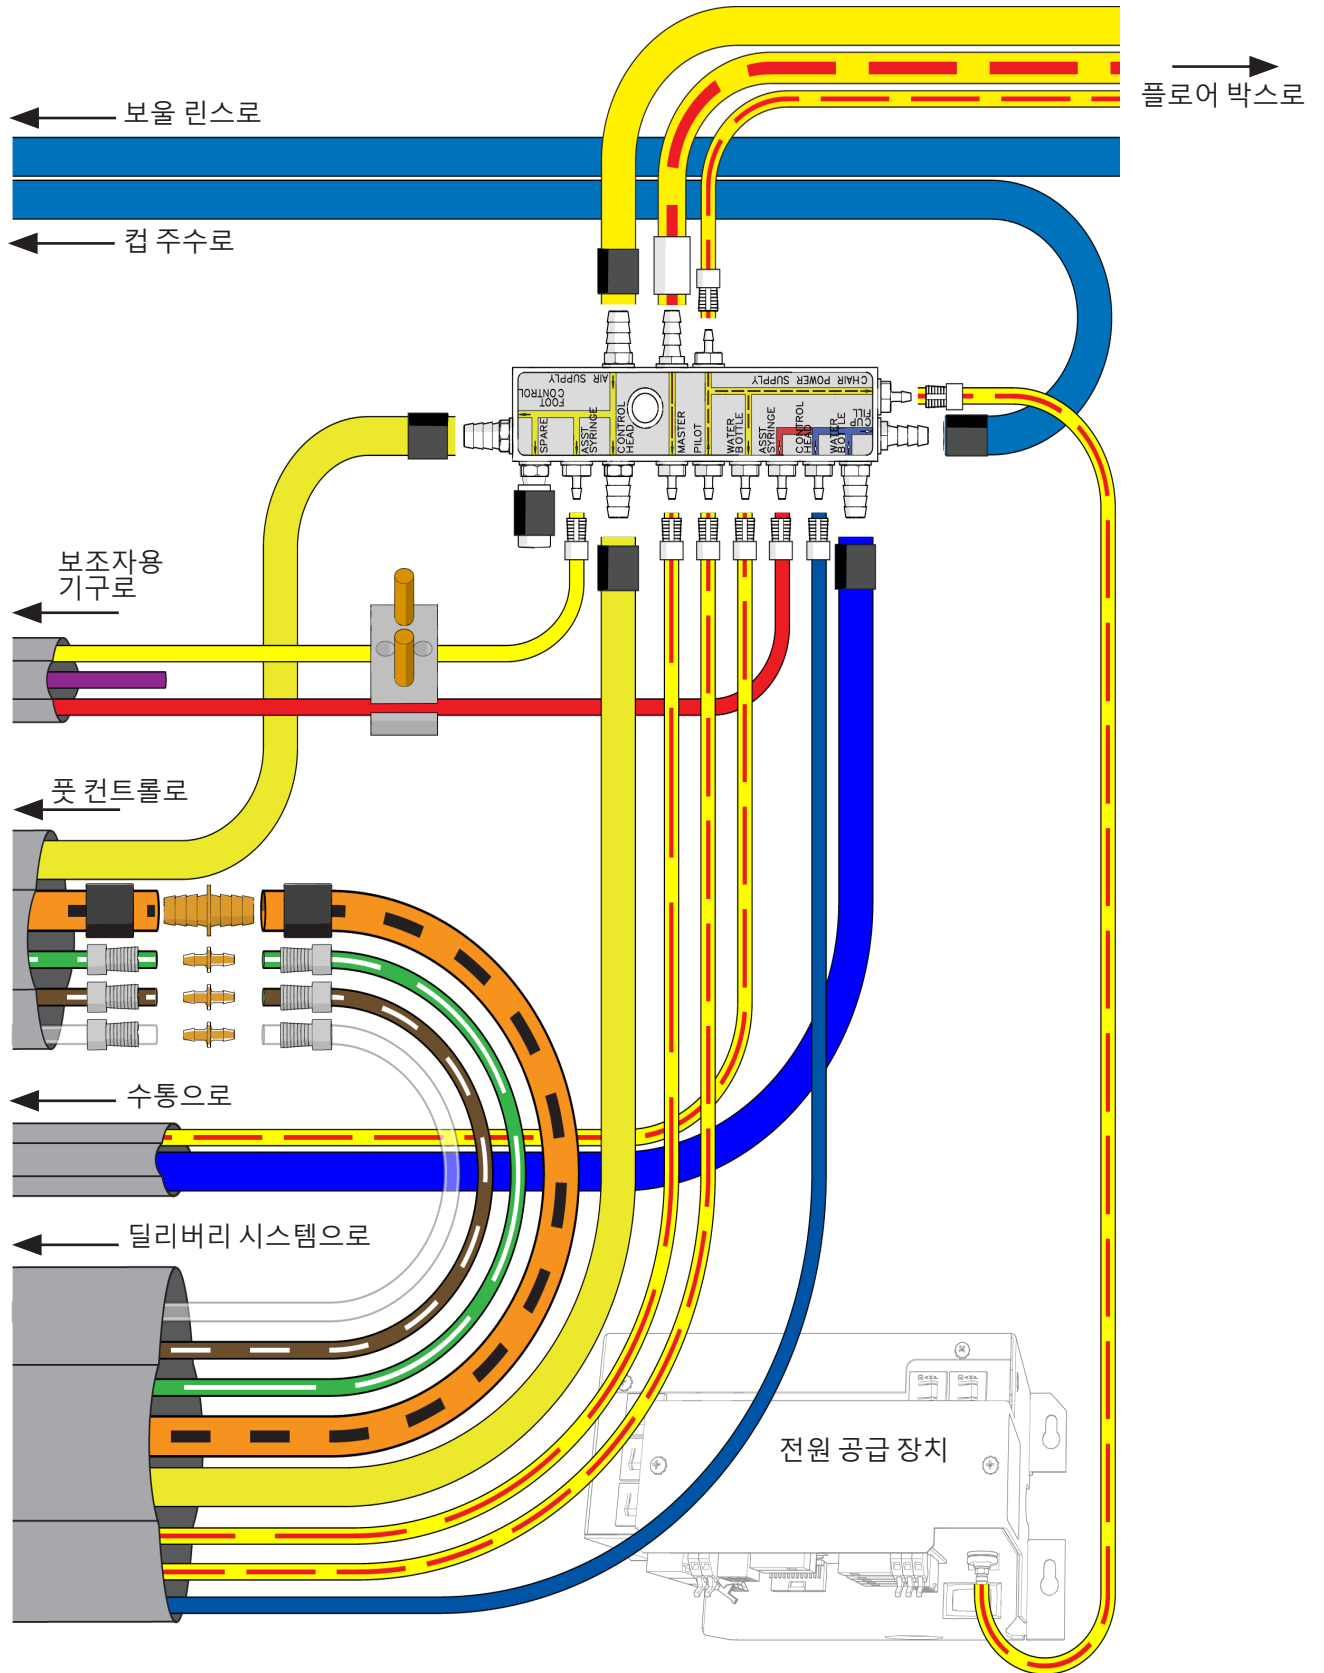 플로어 박스로
보울 린스로
컵 주수로
AIR SUPPLY
FOOT
CONTROL
CHAIR POWER SUPPLY
CUP
FILL
SPARE
ASST
SYRINGE
CONTROL
HEAD
MASTER
PILOT
WATER
BOTTLE
ASST
SYRINGE
CONTROL
HEAD
WATER
BOTTLE
보조자용
기구로
풋 컨트롤로
수통으로
딜리버리 시스템으로
전원 공급 장치